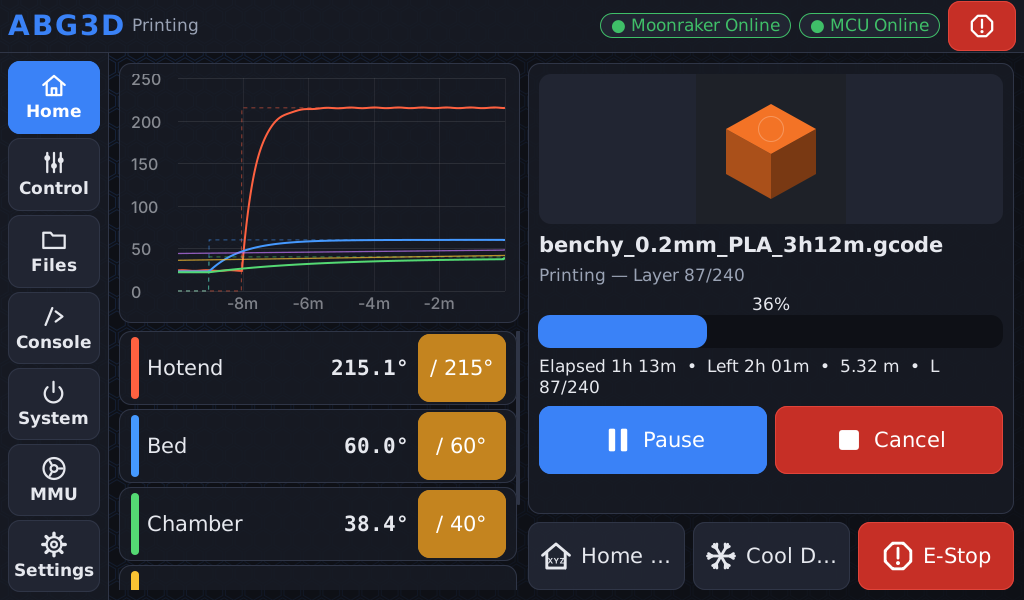 ABG3D Printing
Moonraker Online
MCU Online
Home
Control
Files
Console
System
MMU
Settings
250
200
150
100
50
0
-8m -6m -4m -2m
Hotend 215.1° / 215°
Bed 60.0° / 60°
Chamber 38.4° / 40°
benchy_0.2mm_PLA_3h12m.gcode
Printing — Layer 87/240
36%
Elapsed 1h 13m • Left 2h 01m • 5.32 m • L
87/240
Pause
Cancel
XYZ Home ...
Cool D...
E-Stop